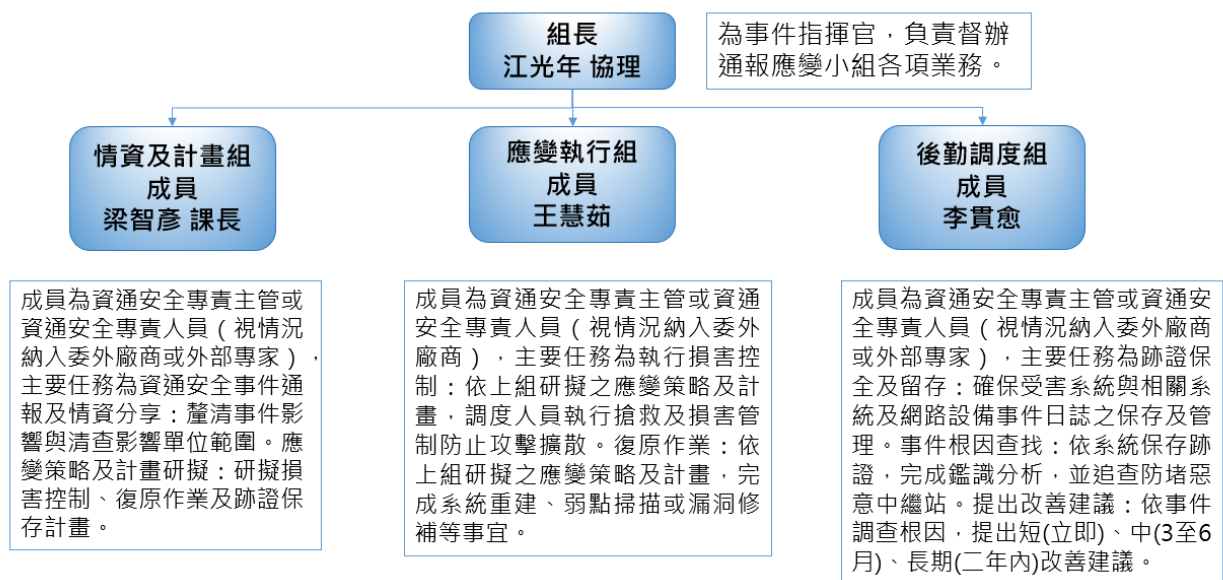 組長
江光年 協理
為事件指揮官，負責督辦
通報應變小組各項業務。
情資及計畫組
成員
梁智彥 課長
應變執行組
成員
王慧茹
後勤調度組
成員
李貫愈
成員為資通安全專責主管或
資通安全專責人員（視情況
納入委外廠商或外部專家），
主要任務為資通安全事件通
報及情資分享：釐清事件影
響與清查影響單位範圍。應
變策略及計畫研擬：研擬損
害控制、復原作業及跡證保
存計畫。
成員為資通安全專責主管或資通
安全專責人員（視情況納入委外
廠商），主要任務為執行損害控
制：依上組研擬之應變策略及計
畫，調度人員執行搶救及損害管
制防止攻擊擴散。復原作業：依
上組研擬之應變策略及計畫，完
成系統重建、弱點掃描或漏洞修
補等事宜。
成員為資通安全專責主管或資通安
全專責人員（視情況納入委外廠商
或外部專家），主要任務為跡證保
全及留存：確保受害系統與相關系
統及網路設備事件日誌之保存及管
理。事件根因查找：依系統保存跡
證，完成鑑識分析，並追查防堵惡
意中繼站。提出改善建議：依事件
調查根因，提出短(立即)、中(3至6
月)、長期(二年內)改善建議。